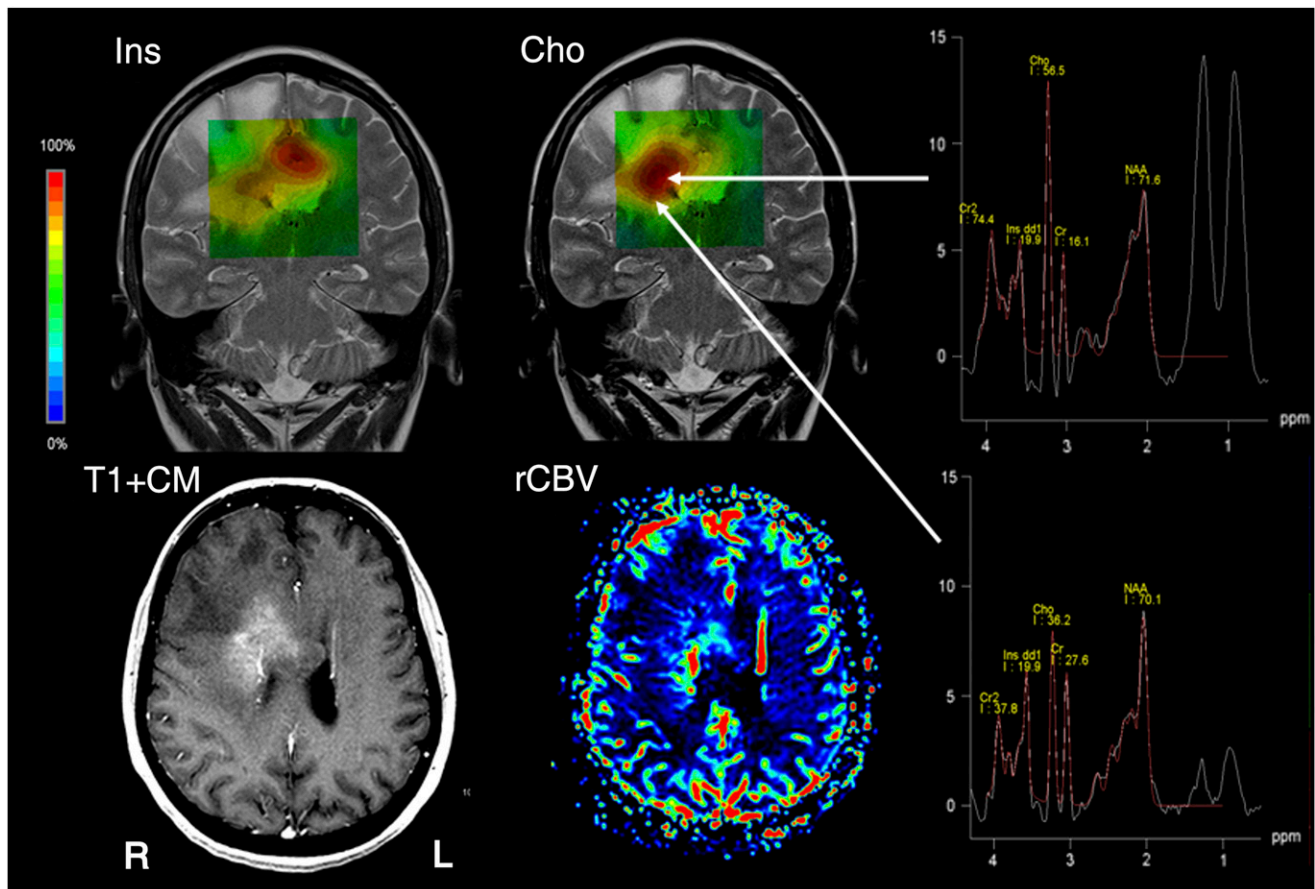 Ins
Cho
100%
0%
15
10
5
0
Cho
I : 56.5
NAA
I : 71.6
Cr2
I : 74.4
Ins dd1
I : 19.9
Cr
I : 16.1
4
3
2
1
ppm
T1+CM
rCBV
R
L
10
15
10
5
0
NAA
I : 70.1
Cho
I : 36.2
Ins dd1
I : 19.9
Cr
I : 27.6
Cr2
I : 37.8
4
3
2
1
ppm